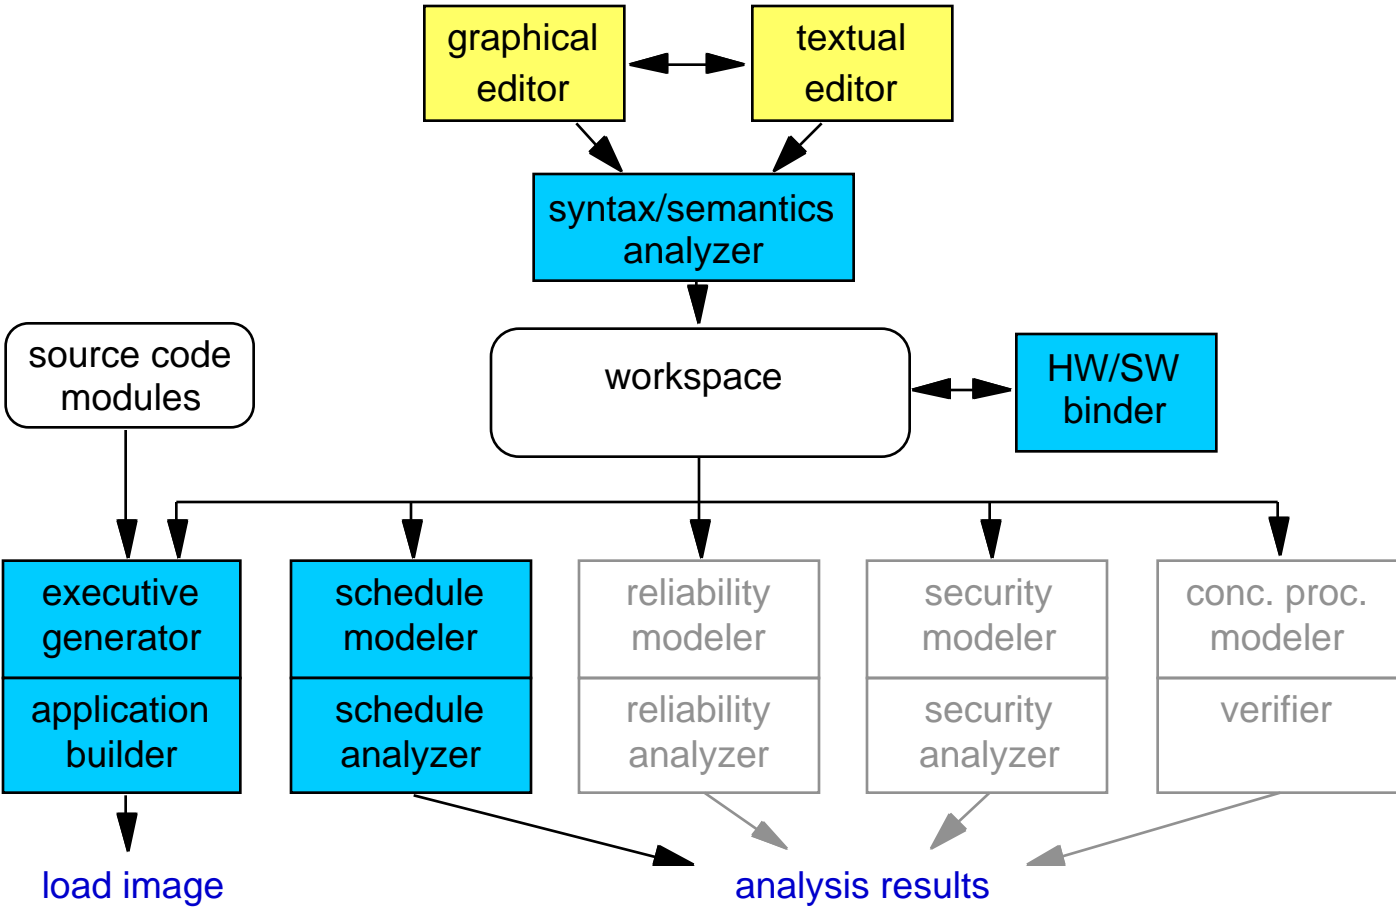 graphical
editor
textual
editor
syntax/semantics
analyzer
source code
modules
workspace
HW/SW
binder
executive
generator
schedule
modeler
reliability
modeler
security
modeler
conc. proc.
modeler
application
builder
schedule
analyzer
reliability
analyzer
security
analyzer
verifier
load image
analysis results